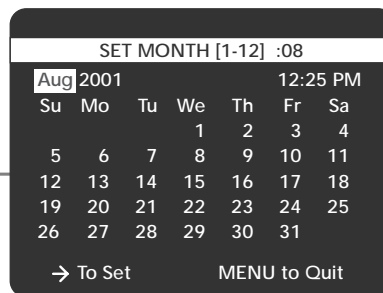 SET MONTH [1-12] :08
Aug 2001 12:25 PM
Su Mo Tu We Th Fr Sa
1 2 3 4
5 6 7 8 9 10 11
12 13 14 15 16 17 18
19 20 21 22 23 24 25
26 27 28 29 30 31
→ To Set MENU to Quit